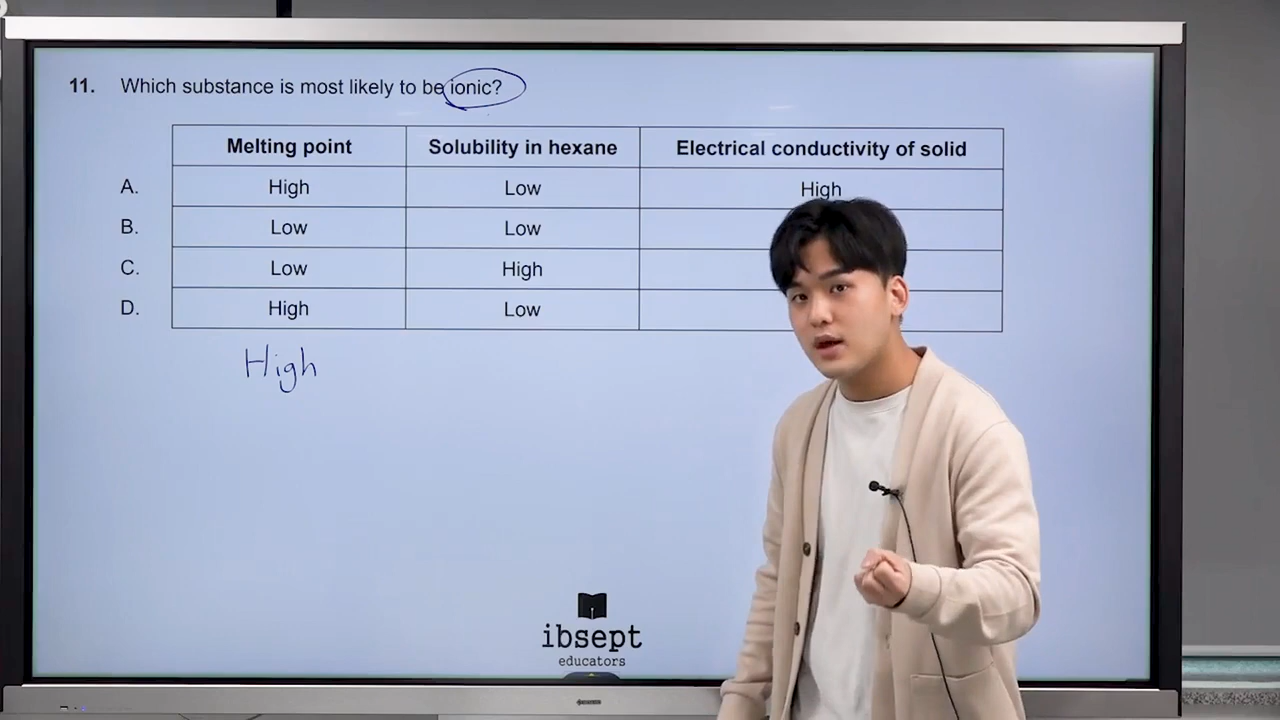 11. Which substance is most likely to be ionic?
Melting point Solubility in hexane Electrical conductivity of solid
A. High Low High
B. Low Low
C. Low High
D. High Low
High
ibsept
educators